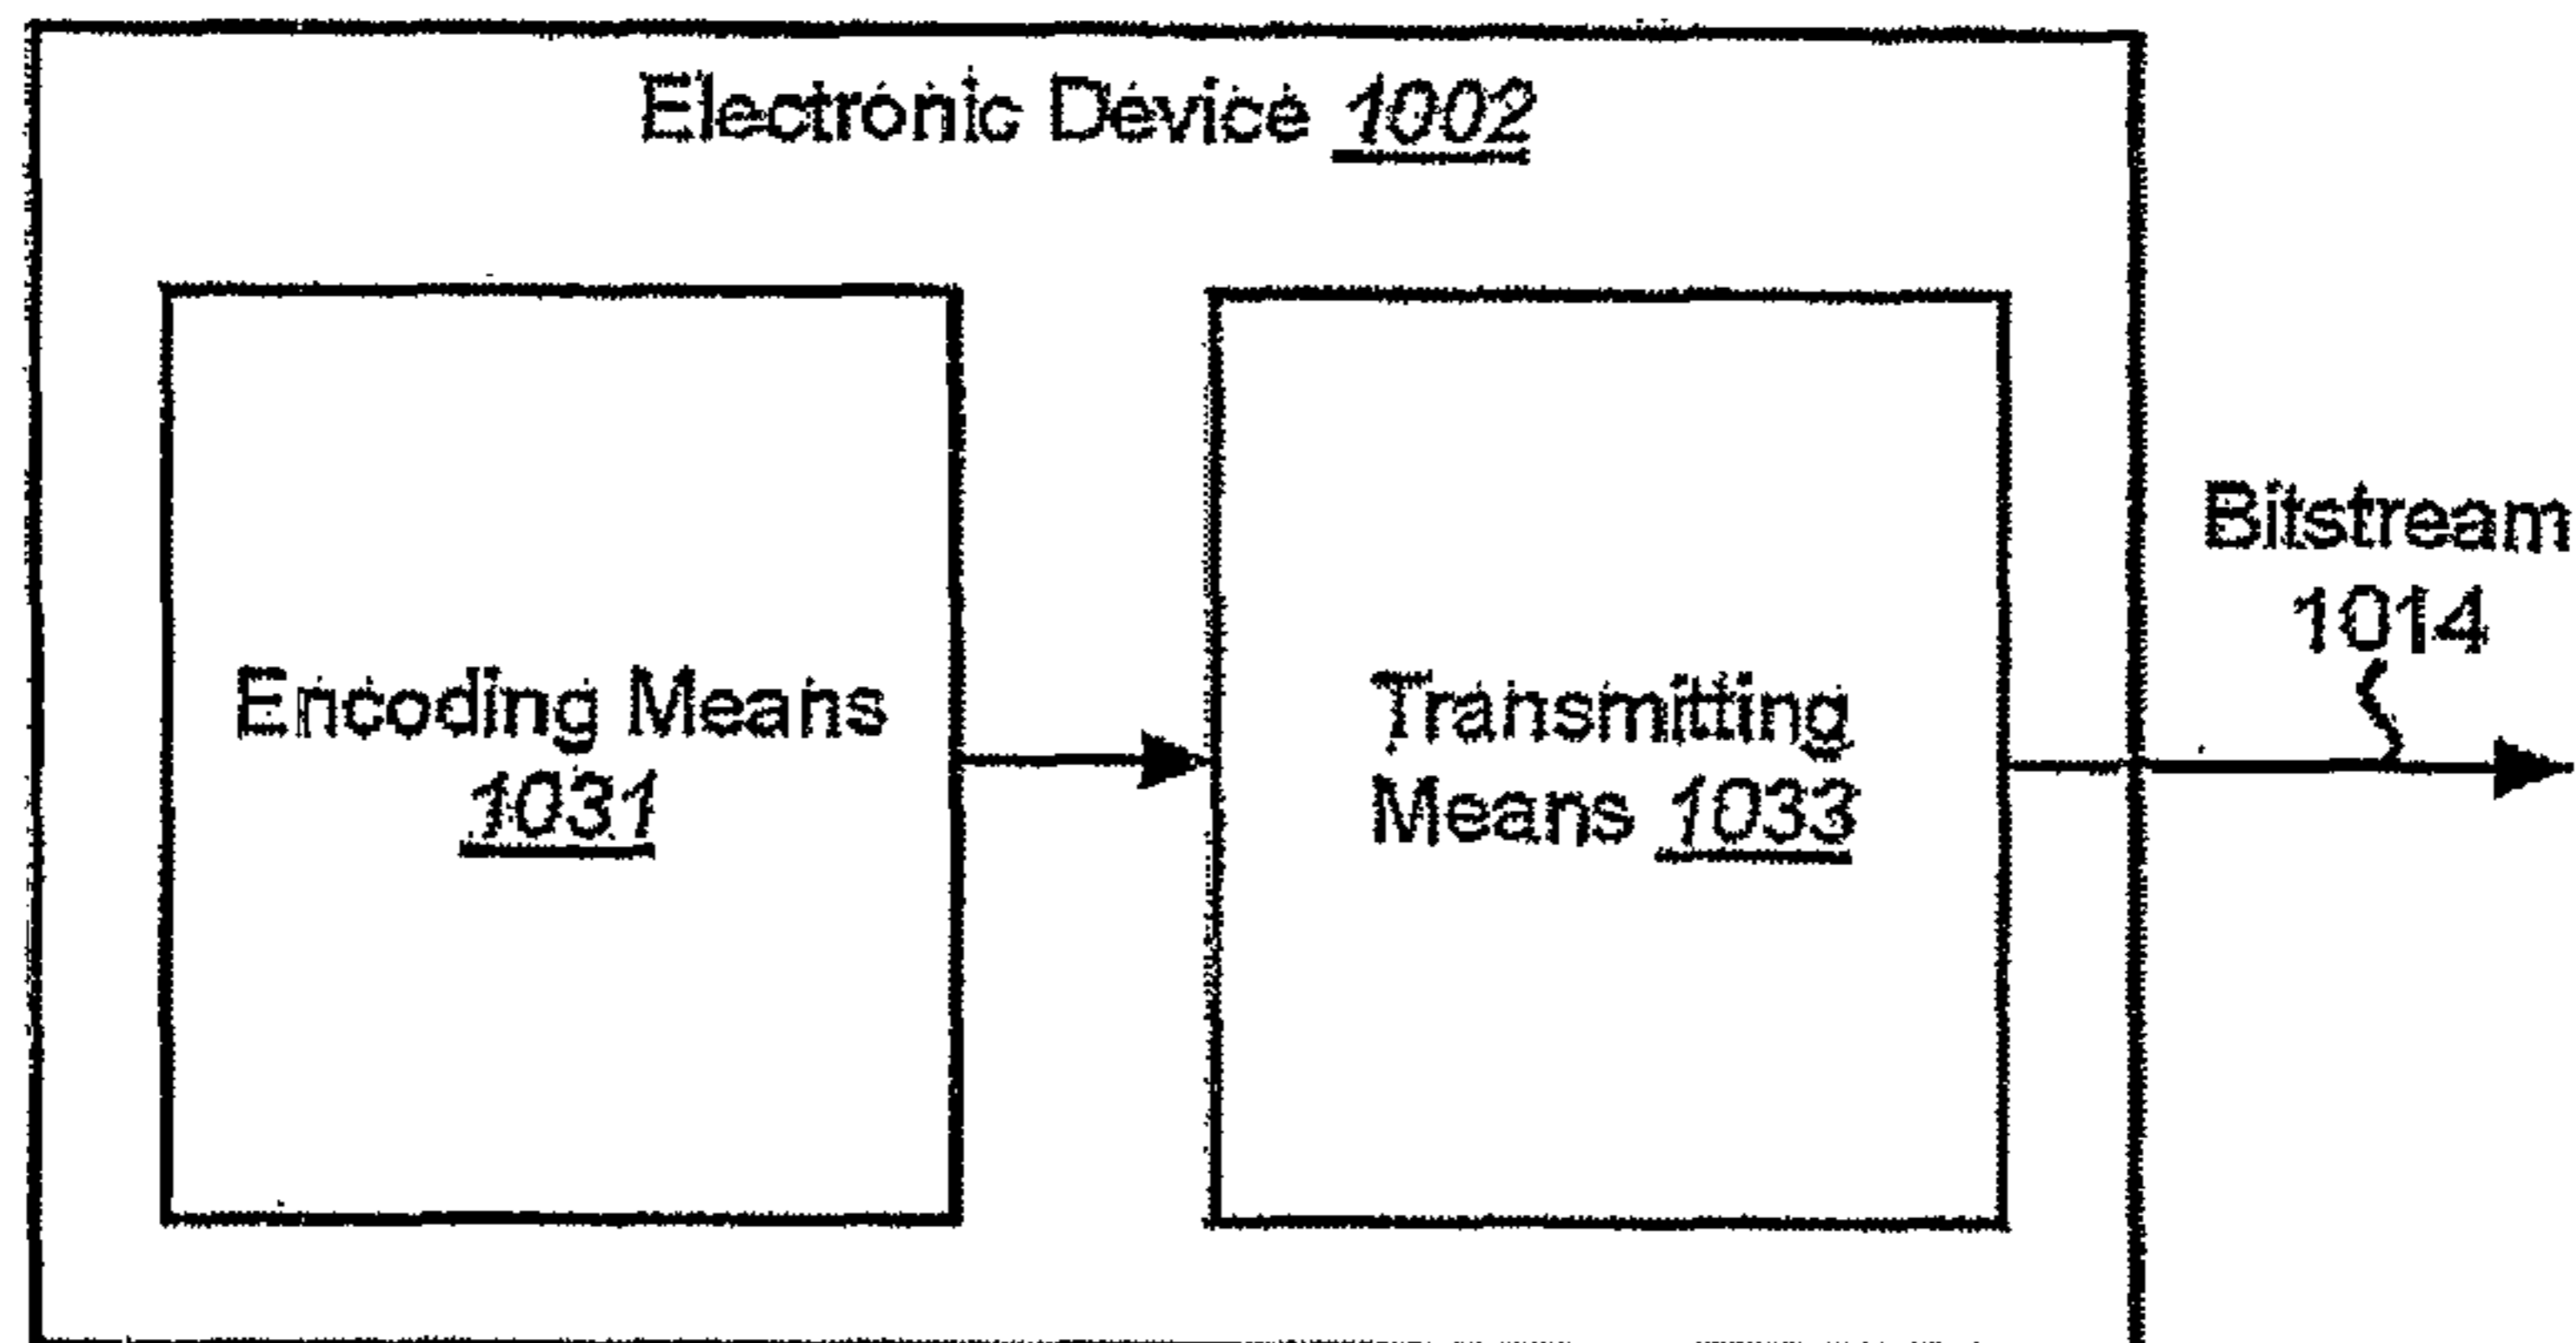 Electronic Device 1002
Encoding Means
1031
Transmitting
Means 1033
Bitstream
1014